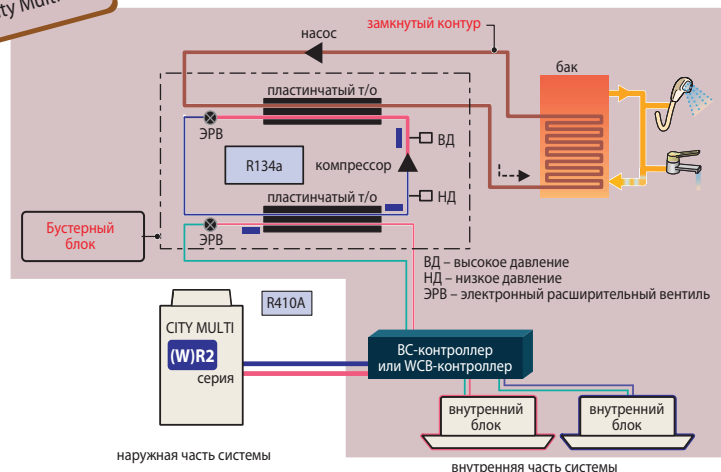 ty Multi
насос
замкнутый контур
бак
пластинчатый т/о
ЭРВ
ВД
R134a
компрессор
пластинчатый т/о
НД
Бустерный
блок
ЭРВ
ВД – высокое давление
НД – низкое давление
ЭРВ – электронный расширительный вентиль
R410A
CITY MULTI
(W)R2
серия
BC-контроллер
или WCB-контроллер
внутренний
блок
внутренний
блок
наружная часть системы
внутренняя часть системы